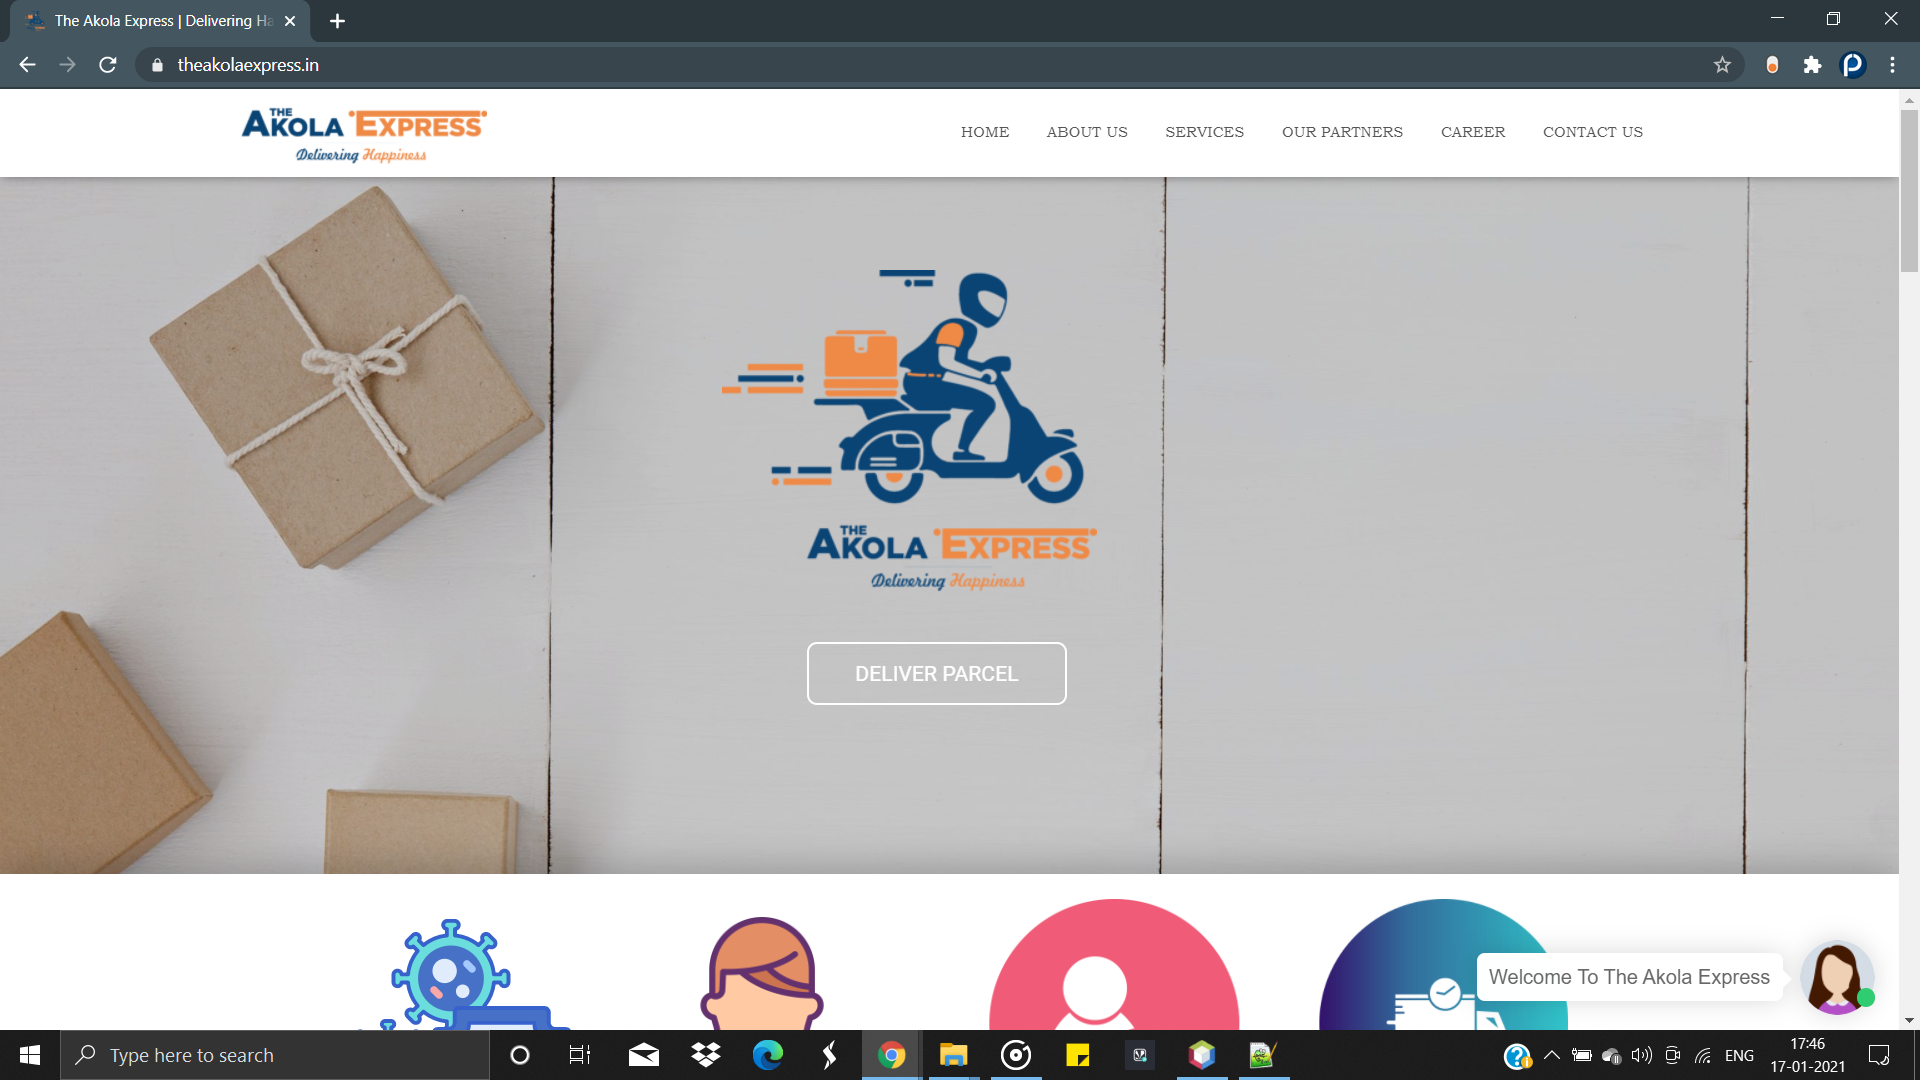 The Akola Express | Delivering Ha
theakolaexpress.in
THE
AKOLA EXPRESS
Delivering Happiness
HOME ABOUT US SERVICES OUR PARTNERS CAREER CONTACT US
THE
AKOLA EXPRESS
Delivering Happiness
DELIVER PARCEL
Welcome To The Akola Express
Type here to search
ENG
17:46
17-01-2021